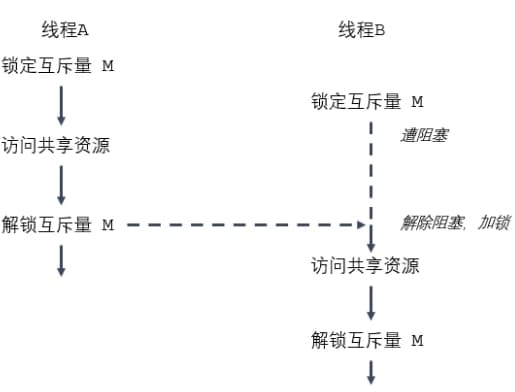 线程A
线程B
锁定互斥量 M
锁定互斥量 M
遭阻塞
访问共享资源
解锁互斥量 M
解除阻塞，加锁
访问共享资源
解锁互斥量 M